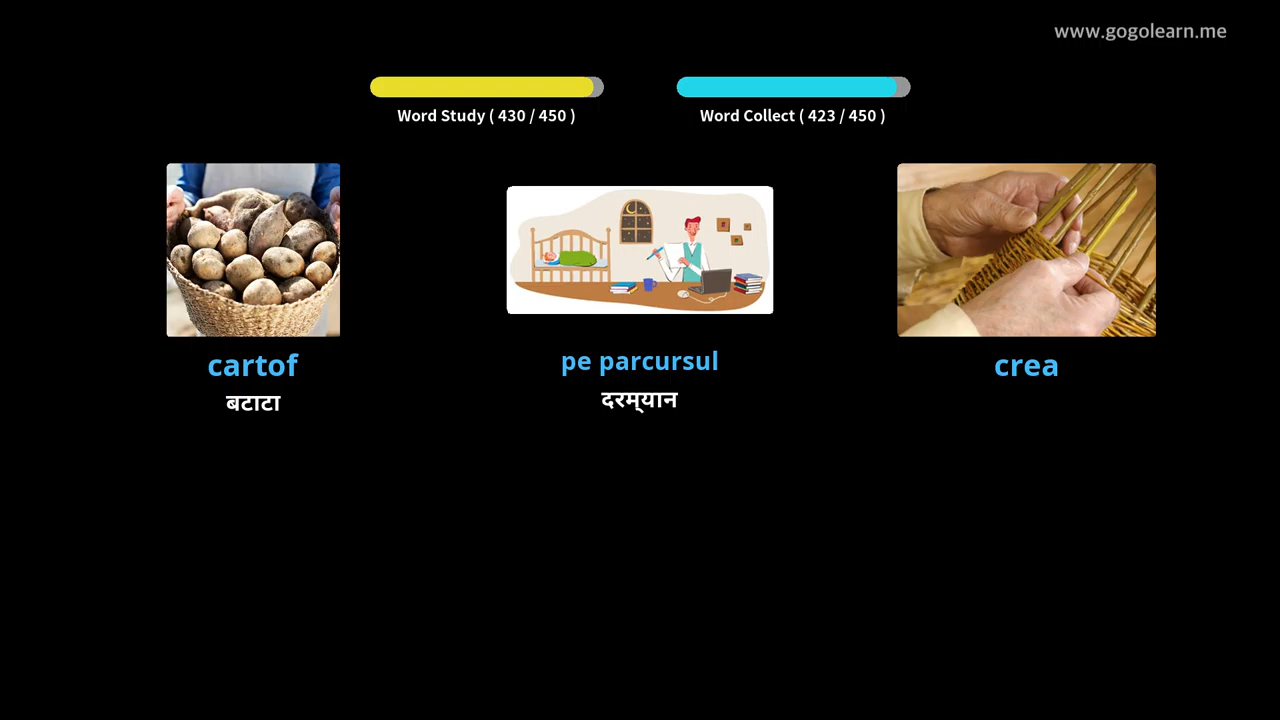 www.gogolearn.me
Word Study ( 430 / 450 )
Word Collect ( 423 / 450 )
cartof
बटाटा
pe parcursul
दरम्यान
crea